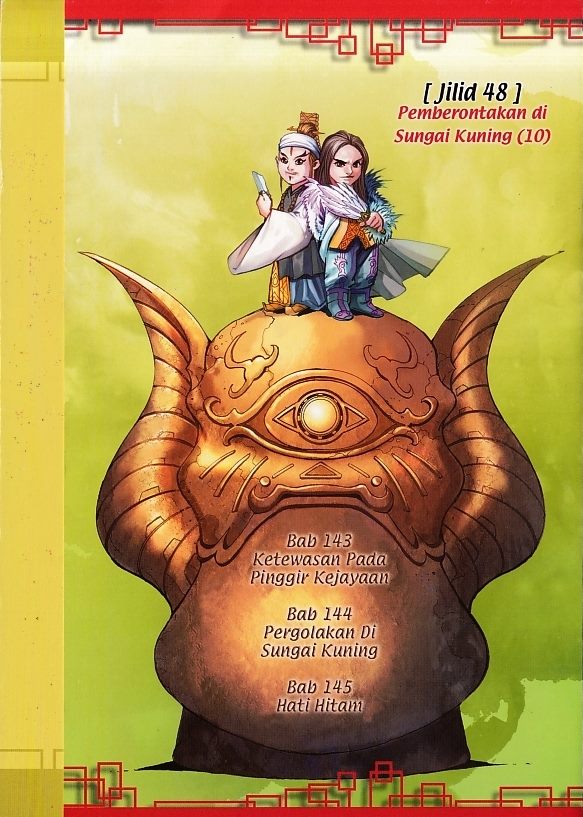 [ Jilid 48 ]
Pemberontakan di
Sungai Kuning (10)
Bab 143
Ketewasan Pada
Pinggir Kejayaan
Bab 144
Pergolakan Di
Sungai Kuning
Bab 145
Hati Hitam